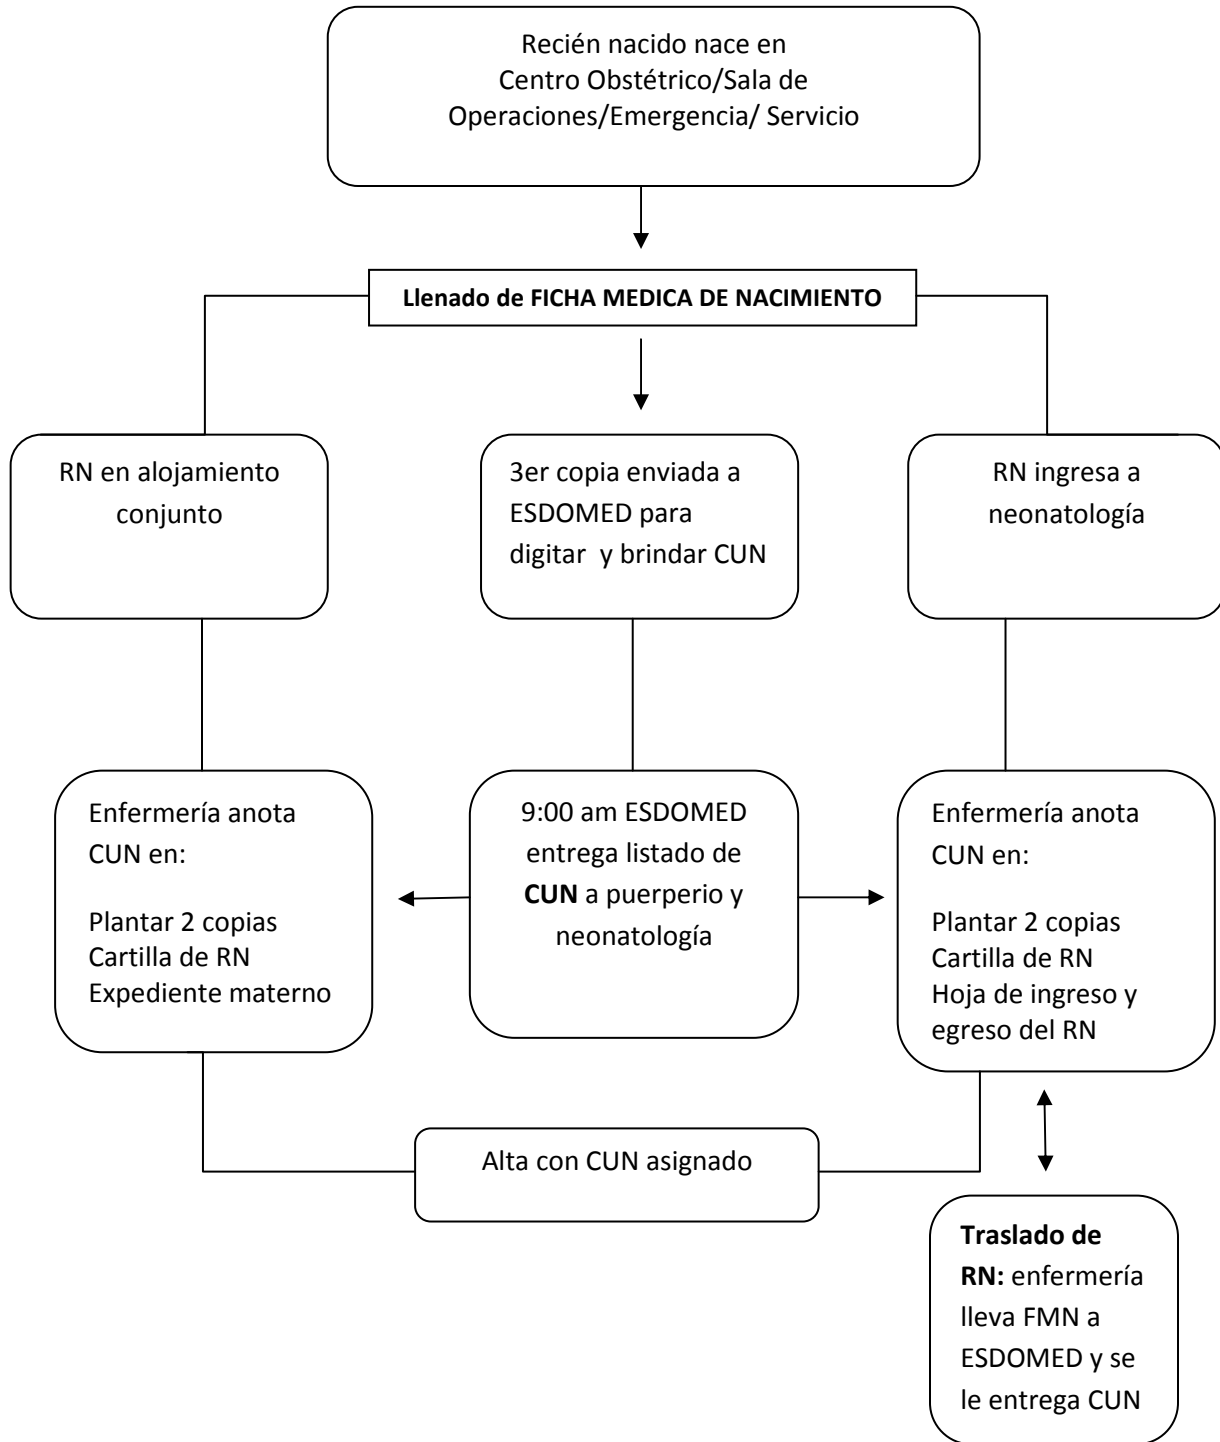 Recién nacido nace en
Centro Obstétrico/Sala de
Operaciones/Emergencia/ Servicio
Llenado de FICHA MEDICA DE NACIMIENTO
RN en alojamiento
conjunto
3er copia enviada a
ESDOMED para
digitar y brindar CUN
RN ingresa a
neonatología
Enfermería anota
CUN en:
Plantar 2 copias
Cartilla de RN
Expediente materno
9:00 am ESDOMED
entrega listado de
CUN a puerperio y
neonatología
Enfermería anota
CUN en:
Plantar 2 copias
Cartilla de RN
Hoja de ingreso y
egreso del RN
Alta con CUN asignado
Traslado de
RN: enfermería
lleva FMN a
ESDOMED y se
le entrega CUN